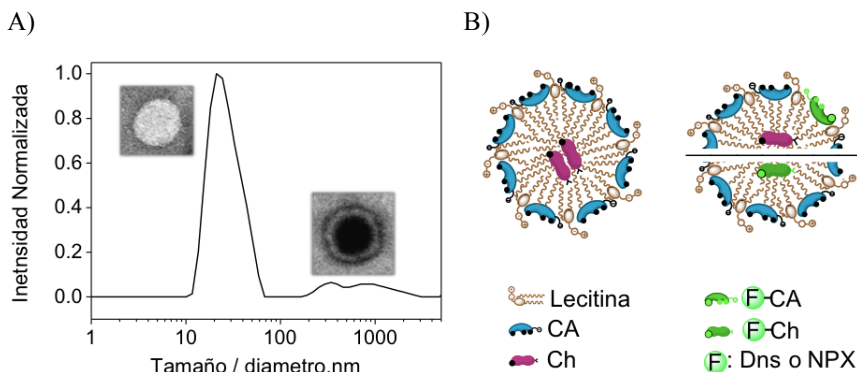 A)
B)
Inetnsidad Normalizada
1.0
0.8
0.6
0.4
0.2
0.0
1 10 100 1000
Tamaño / diametro,nm
Lecitina
CA
Ch
F-CA
F-Ch
F: Dns o NPX